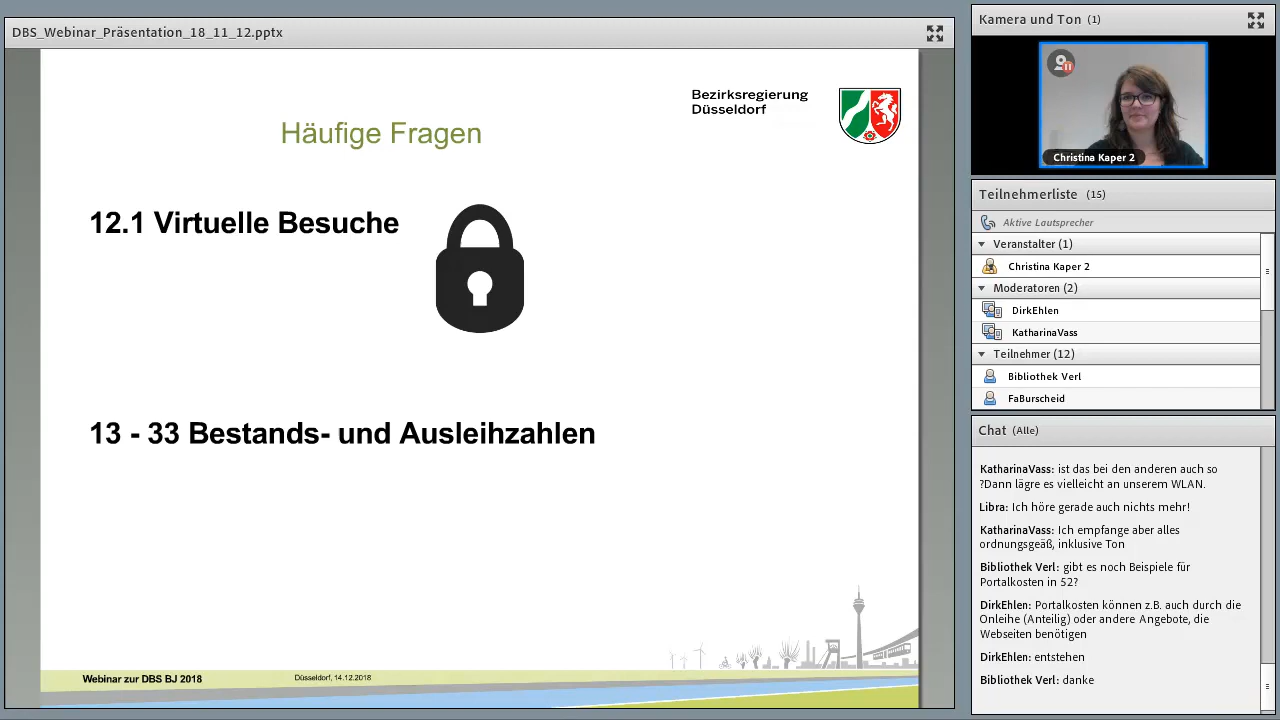 DBS_Webinar_Präsentation_18_11_12.pptx
Bezirksregierung
Düsseldorf
Häufige Fragen
12.1 Virtuelle Besuche
13 - 33 Bestands- und Ausleihzahlen
Webinar zur DBS BJ 2018
Düsseldorf, 14.12.2018
Kamera und Ton (1)
Christina Kaper 2
Teilnehmerliste (15)
Aktive Lautsprecher
Veranstalter (1)
Christina Kaper 2
Moderatoren (2)
DirkEhlen
KatharinaVass
Teilnehmer (12)
Bibliothek Verl
FaBurscheid
Chat (Alle)
KatharinaVass: ist das bei den anderen auch so
?Dann lägre es vielleicht an unserem WLAN.
Libra: Ich höre gerade auch nichts mehr!
KatharinaVass: Ich empfange aber alles
ordnungsgeäß, inklusive Ton
Bibliothek Verl: gibt es noch Beispiele für
Portalkosten in 52?
DirkEhlen: Portalkosten können z.B. auch durch die
Onleihe (Anteilig) oder andere Angebote, die
Webseiten benötigen
DirkEhlen: entstehen
Bibliothek Verl: danke